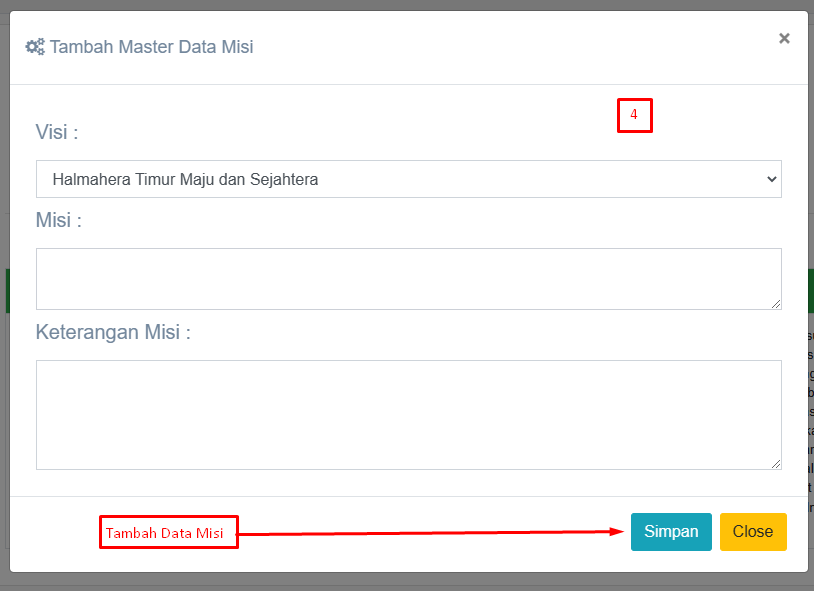 Tambah Master Data Misi
×
4
Visi :
Halmahera Timur Maju dan Sejahtera
Misi :
Keterangan Misi :
Tambah Data Misi
Simpan
Close